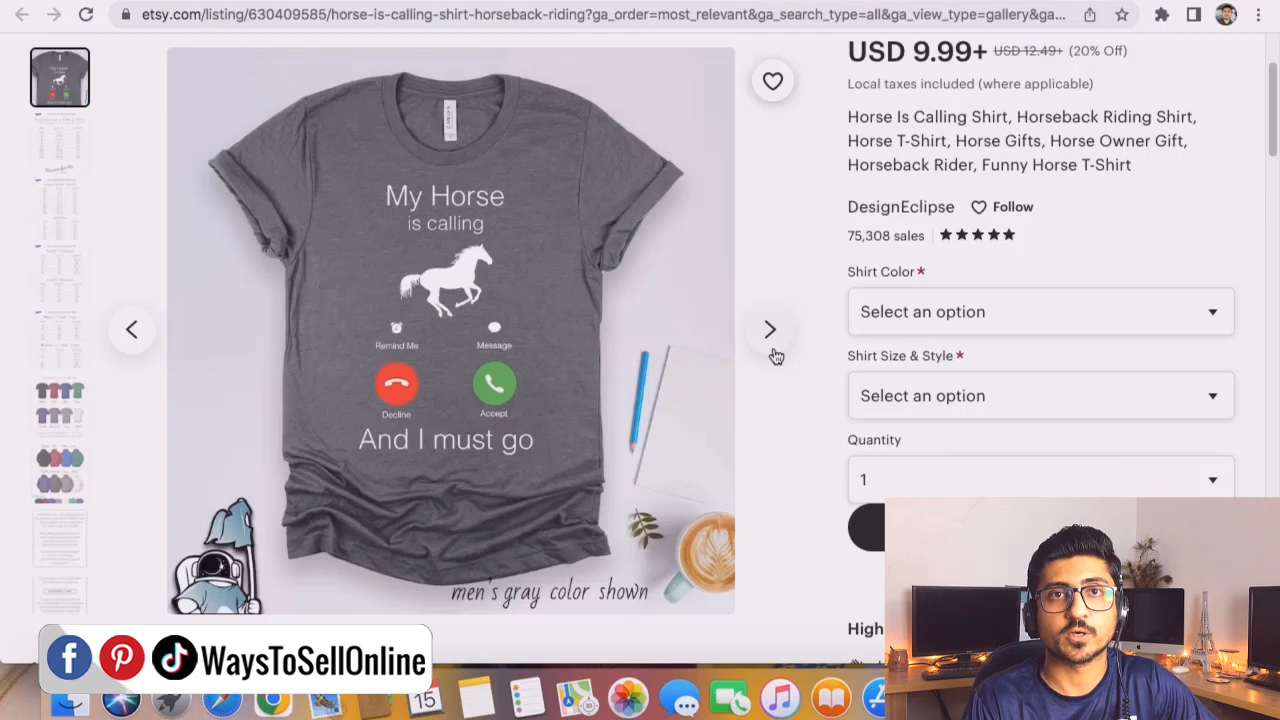 etsy.com/listing/630409585/horse-is-calling-shirt-horseback-riding?ga_order=most_relevant&ga_search_type=all&ga_view_type=gallery&ga...
USD 9.99+ USD 12.49+ (20% Off)
Local taxes included (where applicable)
Horse Is Calling Shirt, Horseback Riding Shirt,
Horse T-Shirt, Horse Gifts, Horse Owner Gift,
Horseback Rider, Funny Horse T-Shirt
DesignEclipse Follow
75,308 sales
Shirt Color*
Select an option
Shirt Size & Style*
Select an option
Quantity
1
High
My Horse
is calling
Remind Me Message
Decline Accept
And I must go
men s gray color shown
WaysToSellOnline
15